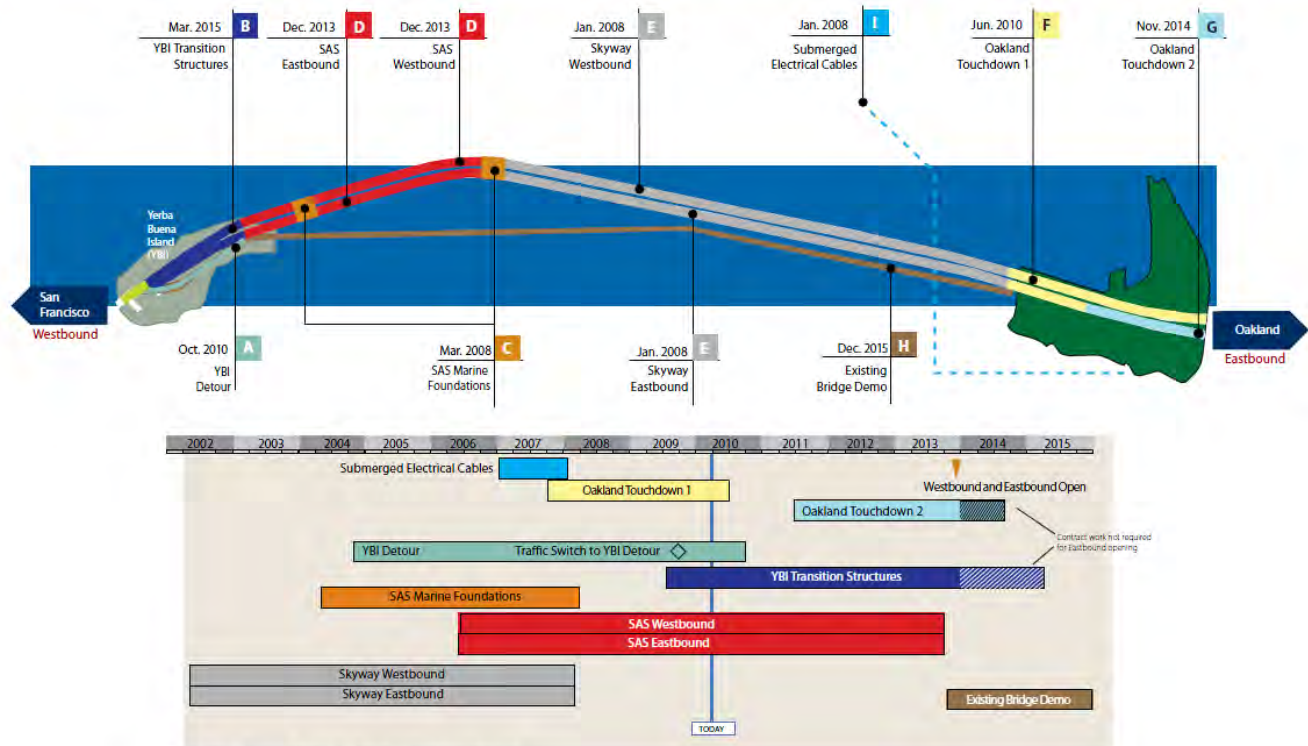 Mar. 2015 B
YBI Transition
Structures
Dec. 2013 D
SAS
Eastbound
Dec. 2013 D
SAS
Westbound
Jan. 2008 E
Skyway
Westbound
Jan. 2008 I
Submerged
Electrical Cables
Jun. 2010 F
Oakland
Touchdown 1
Nov. 2014 G
Oakland
Touchdown 2
Yerba
Buena
Island
(YBI)
San
Francisco
Westbound
Oakland
Eastbound
Oct. 2010 A
YBI
Detour
Mar. 2008 C
SAS Marine
Foundations
Jan. 2008 E
Skyway
Eastbound
Dec. 2015 H
Existing
Bridge Demo
2002 2003 2004 2005 2006 2007 2008 2009 2010 2011 2012 2013 2014 2015
Submerged Electrical Cables
Oakland Touchdown 1
Westbound and Eastbound Open
Oakland Touchdown 2
Contract work not required
for Eastbound opening
YBI Detour Traffic Switch to YBI Detour
YBI Transition Structures
SAS Marine Foundations
SAS Westbound
SAS Eastbound
Skyway Westbound
Skyway Eastbound
Existing Bridge Demo
TODAY